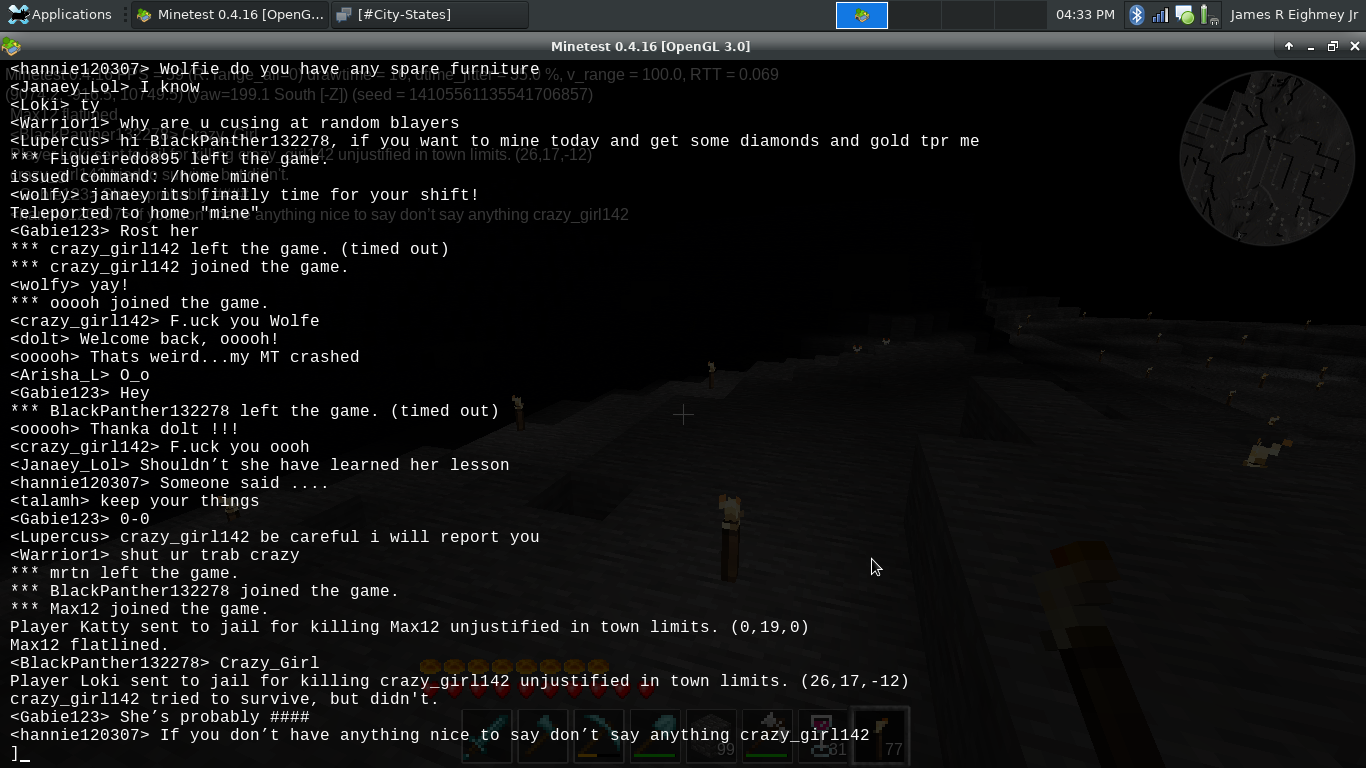 Applications
Minetest 0.4.16 [OpenG...
[#City-States]
04:33 PM
James R Eighmey Jr
Minetest 0.4.16 [OpenGL 3.0]
<hannie120307> Wolfie do you have any spare furniture
<Janaey_Lol> I know
<Loki> ty
<Warrior1> why are u cusing at random blayers
<Lupercus> hi BlackPanther132278, if you want to mine today and get some diamonds and gold tpr me
*** Figueiredo895 left the game.
issued command: /home mine
<wolfy> janaey its finally time for your shift!
Teleported to home "mine"
<Gabie123> Rost her
*** crazy_girl142 left the game. (timed out)
*** crazy_girl142 joined the game.
<wolfy> yay!
*** ooooh joined the game.
<crazy_girl142> F.uck you Wolfe
<dolt> Welcome back, ooooh!
<ooooh> Thats weird...my MT crashed
<Arisha_L> O_o
<Gabie123> Hey
*** BlackPanther132278 left the game. (timed out)
<ooooh> Thanka dolt !!!
<crazy_girl142> F.uck you oooh
<Janaey_Lol> Shouldn’t she have learned her lesson
<hannie120307> Someone said ....
<talamh> keep your things
<Gabie123> 0-0
<Lupercus> crazy_girl142 be careful i will report you
<Warrior1> shut ur trab crazy
*** mrtn left the game.
*** BlackPanther132278 joined the game.
*** Max12 joined the game.
Player Katty sent to jail for killing Max12 unjustified in town limits. (0,19,0)
Max12 flatlined.
<BlackPanther132278> Crazy_Girl
Player Loki sent to jail for killing crazy_girl142 unjustified in town limits. (26,17,-12)
crazy_girl142 tried to survive, but didn't.
<Gabie123> She’s probably ####
<hannie120307> If you don’t have anything nice to say don’t say anything crazy_girl142
]_
99
31
77